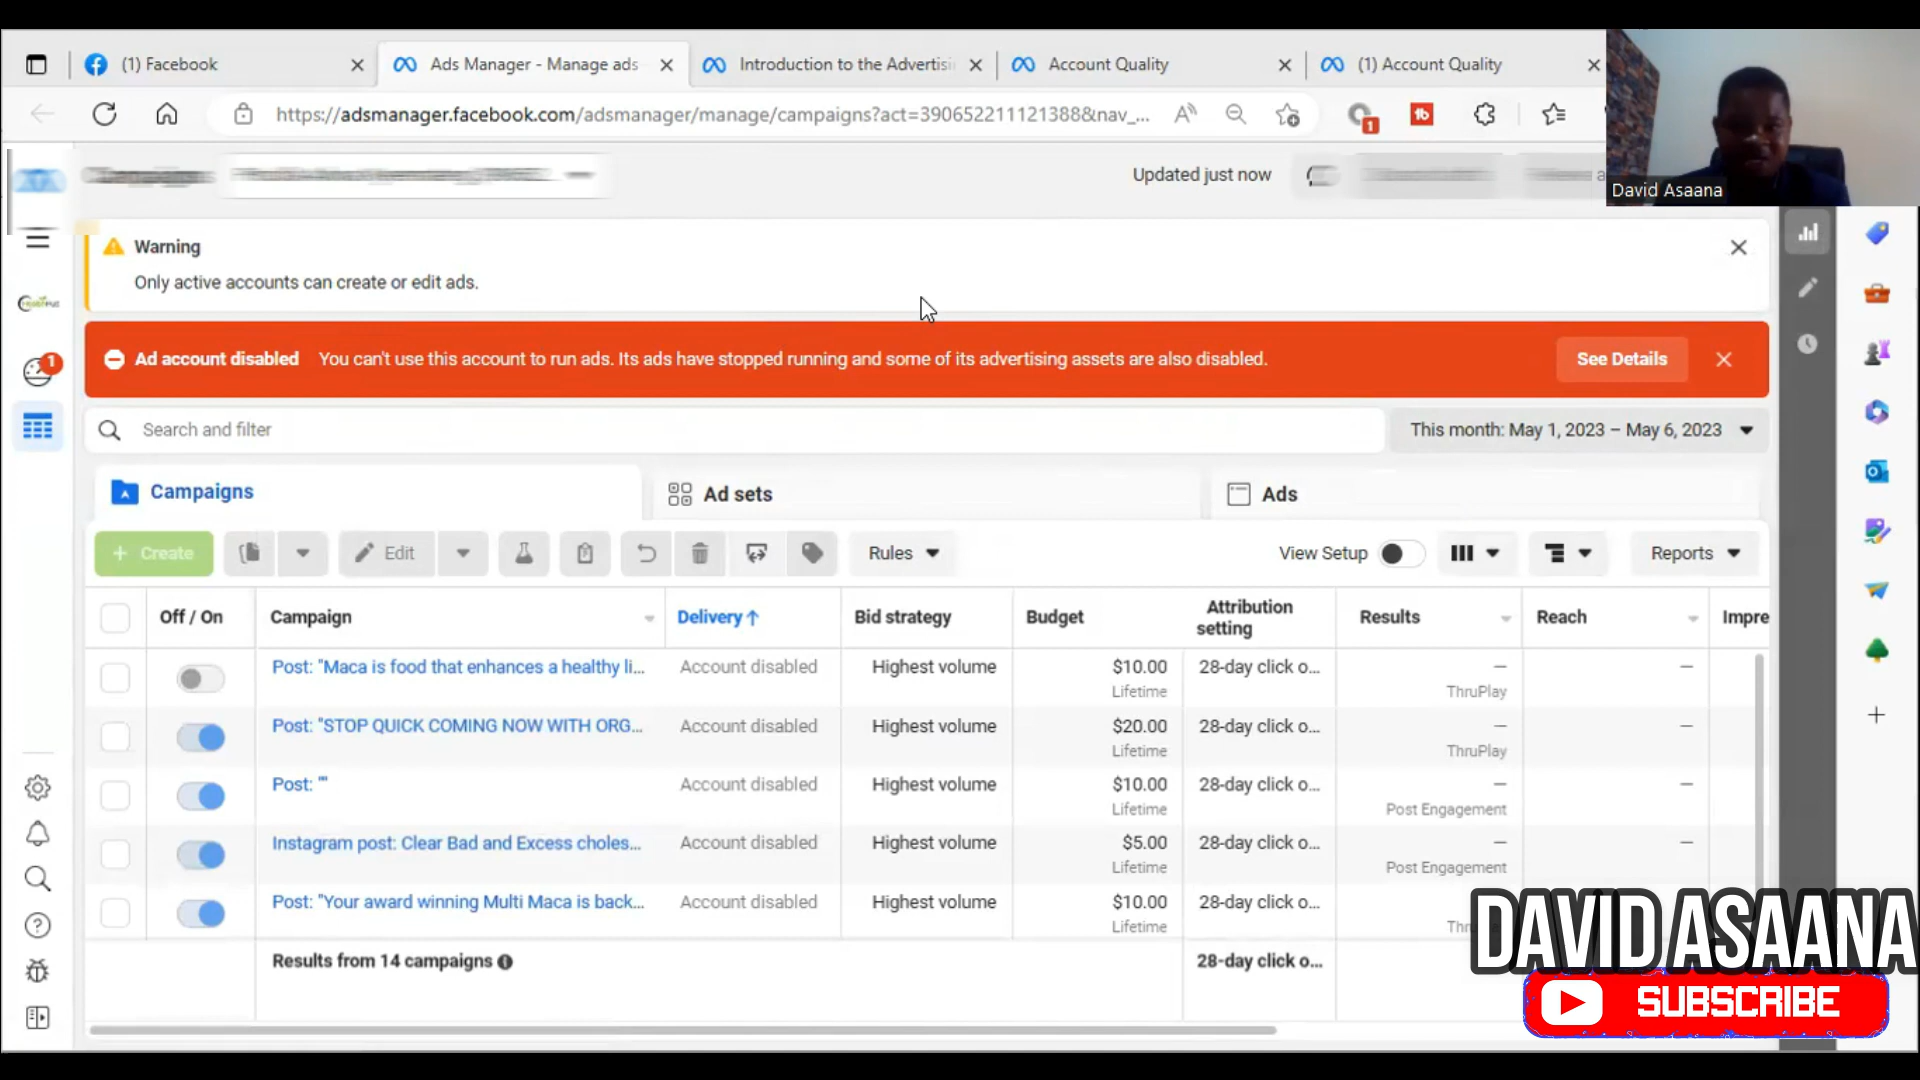 (1) Facebook
Ads Manager - Manage ads
Introduction to the Advertisi
Account Quality
(1) Account Quality
https://adsmanager.facebook.com/adsmanager/manage/campaigns?act=390652211121388&nav_...
1
Updated just now
David Asaana
Warning
Only active accounts can create or edit ads.
1
Ad account disabled You can't use this account to run ads. Its ads have stopped running and some of its advertising assets are also disabled. See Details
Search and filter
This month: May 1, 2023 – May 6, 2023
Campaigns
Ad sets
Ads
+ Create
Edit
Rules
View Setup
Reports
Off / On Campaign Delivery↑ Bid strategy Budget Attribution setting Results Reach Impre
Post: "Maca is food that enhances a healthy li... Account disabled Highest volume $10.00 28-day click o... —  —
Lifetime ThruPlay
Post: "STOP QUICK COMING NOW WITH ORG... Account disabled Highest volume $20.00 28-day click o... — —
Lifetime ThruPlay
Post: "" Account disabled Highest volume $10.00 28-day click o... — —
Lifetime Post Engagement
Instagram post: Clear Bad and Excess choles... Account disabled Highest volume $5.00 28-day click o... — —
Lifetime Post Engagement
Post: "Your award winning Multi Maca is back... Account disabled Highest volume $10.00 28-day click o...
Lifetime Thr
Results from 14 campaigns 28-day click o...
DAVID ASAANA
SUBSCRIBE